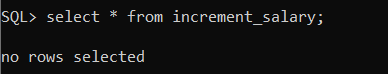 SQL> select * from increment_salary;
no rows selected